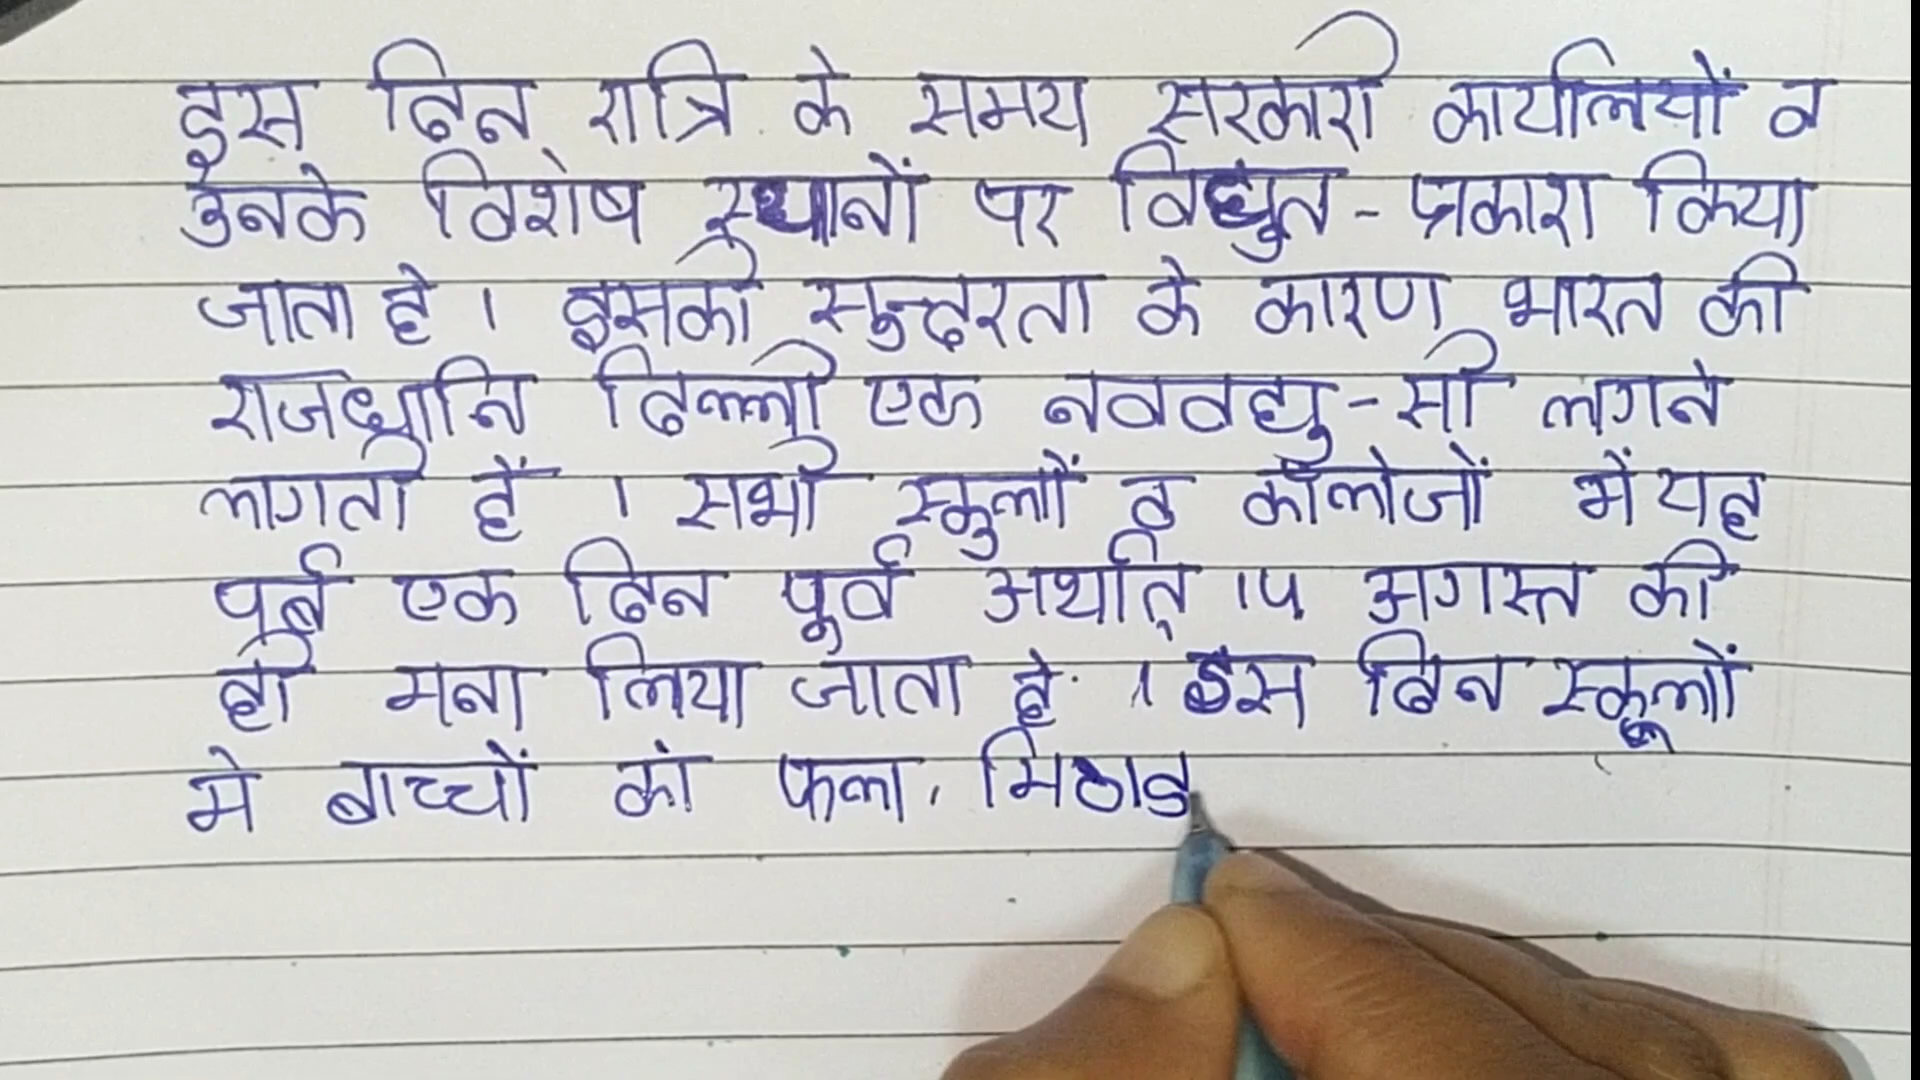 इस दिन रात्रि के समय सरकारी कार्यालियों व
उनके विशेष स्थानों पर विद्युत - प्रकाश किया
जाता है । इसकी सुन्दरता के कारण भारत की
राजधानि दिल्ली एक नववधु - सी लगने
लगती हैं । सभी स्कुलों व कॉलेजों में यह
पर्व एक दिन पूर्व अर्थात् 14 अगस्त की
ही मना लिया जाता है । इस दिन स्कूलों
मे बाच्चों को फल, मिठाइ